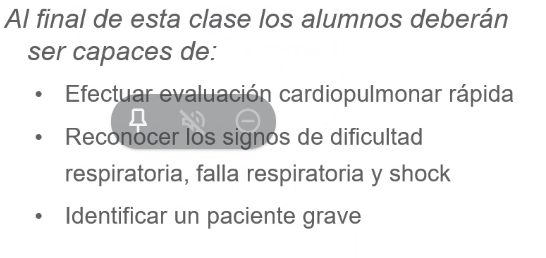 Al final de esta clase los alumnos deberán
ser capaces de:
• Efectuar evaluación cardiopulmonar rápida
• Reconocer los signos de dificultad
respiratoria, falla respiratoria y shock
• Identificar un paciente grave